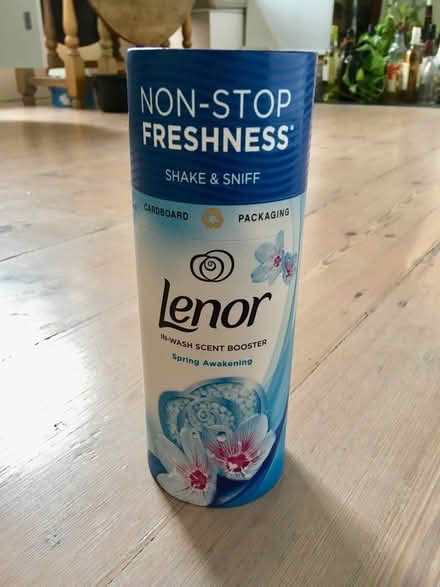 NON-STOP
FRESHNESS*
SHAKE & SNIFF
CARDBOARD PACKAGING
Lenor
IN-WASH SCENT BOOSTER
Spring Awakening